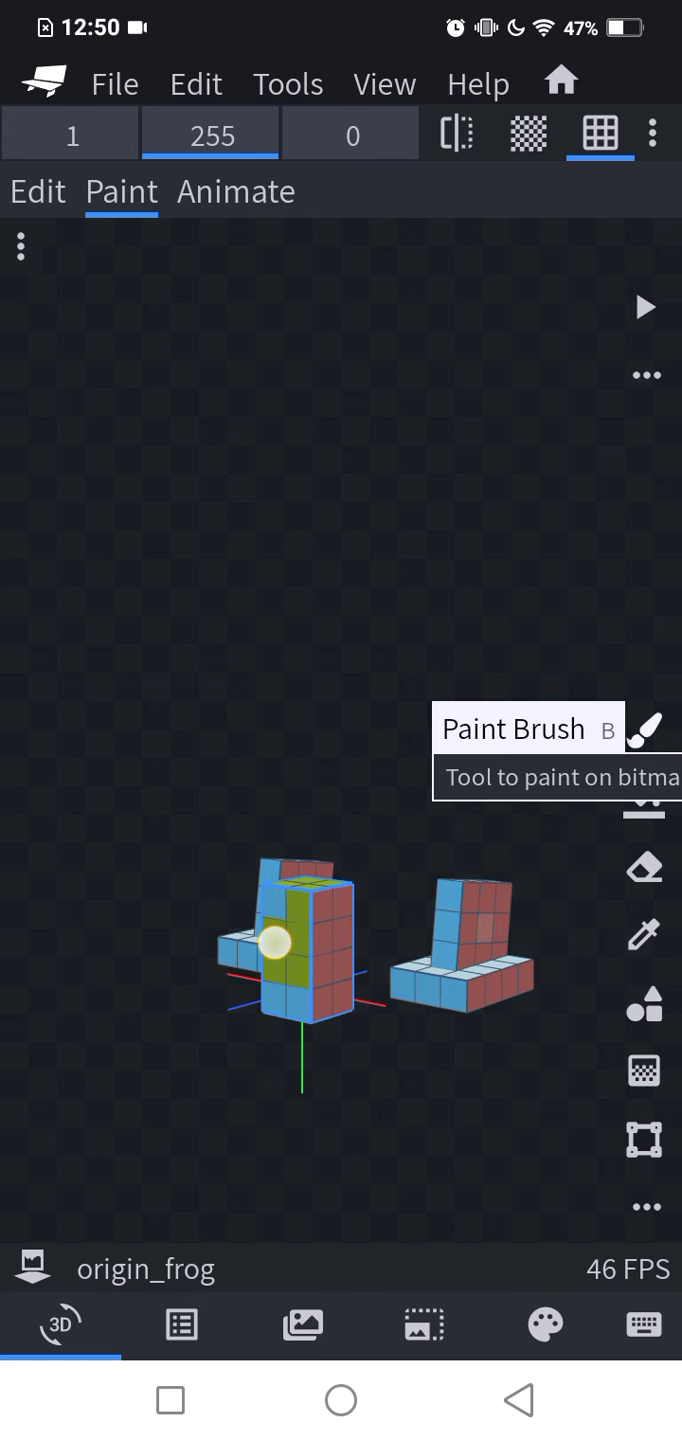 12:50 47%
File Edit Tools View Help
1 255 0
Edit Paint Animate
Paint Brush B
Tool to paint on bitma
origin_frog 46 FPS
3D